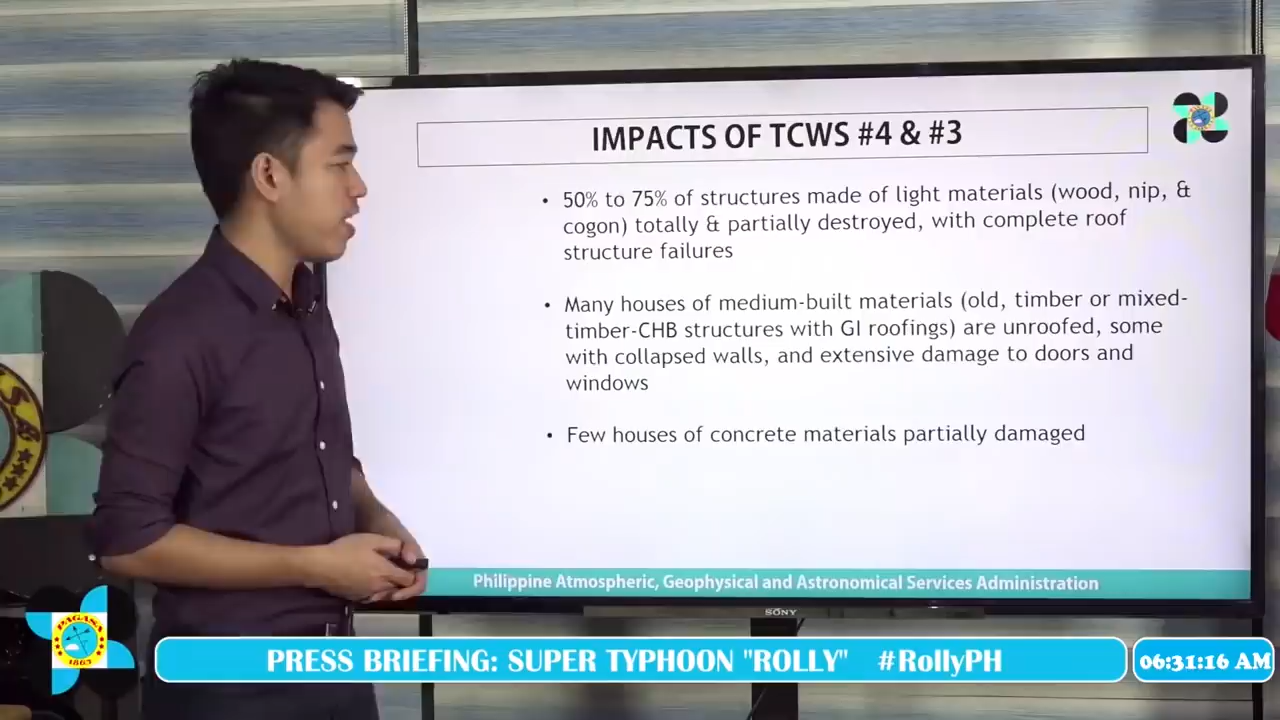 IMPACTS OF TCWS #4 & #3
• 50% to 75% of structures made of light materials (wood, nip, &
cogon) totally & partially destroyed, with complete roof
structure failures
• Many houses of medium-built materials (old, timber or mixed-
timber-CHB structures with GI roofings) are unroofed, some
with collapsed walls, and extensive damage to doors and
windows
• Few houses of concrete materials partially damaged
Philippine Atmospheric, Geophysical and Astronomical Services Administration
SONY
PAGASA
1865
PRESS BRIEFING: SUPER TYPHOON "ROLLY" #RollyPH
06:31:16 AM